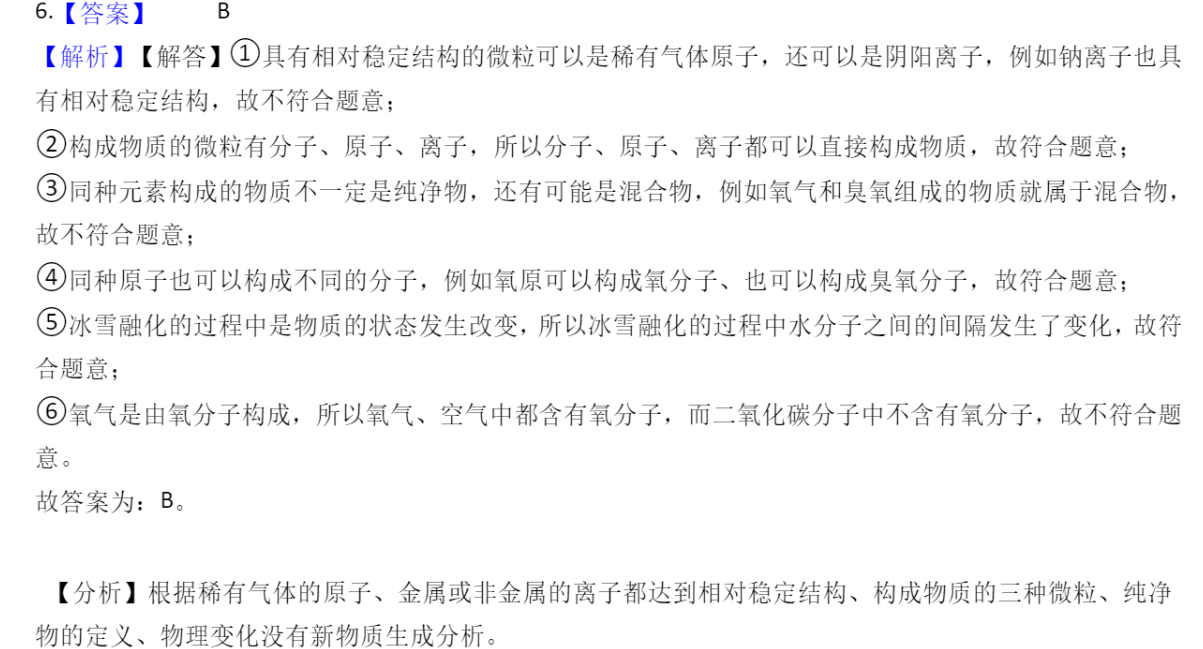 6.【答案】 B
【解析】【解答】①具有相对稳定结构的微粒可以是稀有气体原子，还可以是阴阳离子，例如钠离子也具
有相对稳定结构，故不符合题意；
②构成物质的微粒有分子、原子、离子，所以分子、原子、离子都可以直接构成物质，故符合题意；
③同种元素构成的物质不一定是纯净物，还有可能是混合物，例如氧气和臭氧组成的物质就属于混合物，
故不符合题意；
④同种原子也可以构成不同的分子，例如氧原可以构成氧分子、也可以构成臭氧分子，故符合题意；
⑤冰雪融化的过程中是物质的状态发生改变，所以冰雪融化的过程中水分子之间的间隔发生了变化，故符
合题意；
⑥氧气是由氧分子构成，所以氧气、空气中都含有氧分子，而二氧化碳分子中不含有氧分子，故不符合题
意。
故答案为：B。
【分析】根据稀有气体的原子、金属或非金属的离子都达到相对稳定结构、构成物质的三种微粒、纯净
物的定义、物理变化没有新物质生成分析。